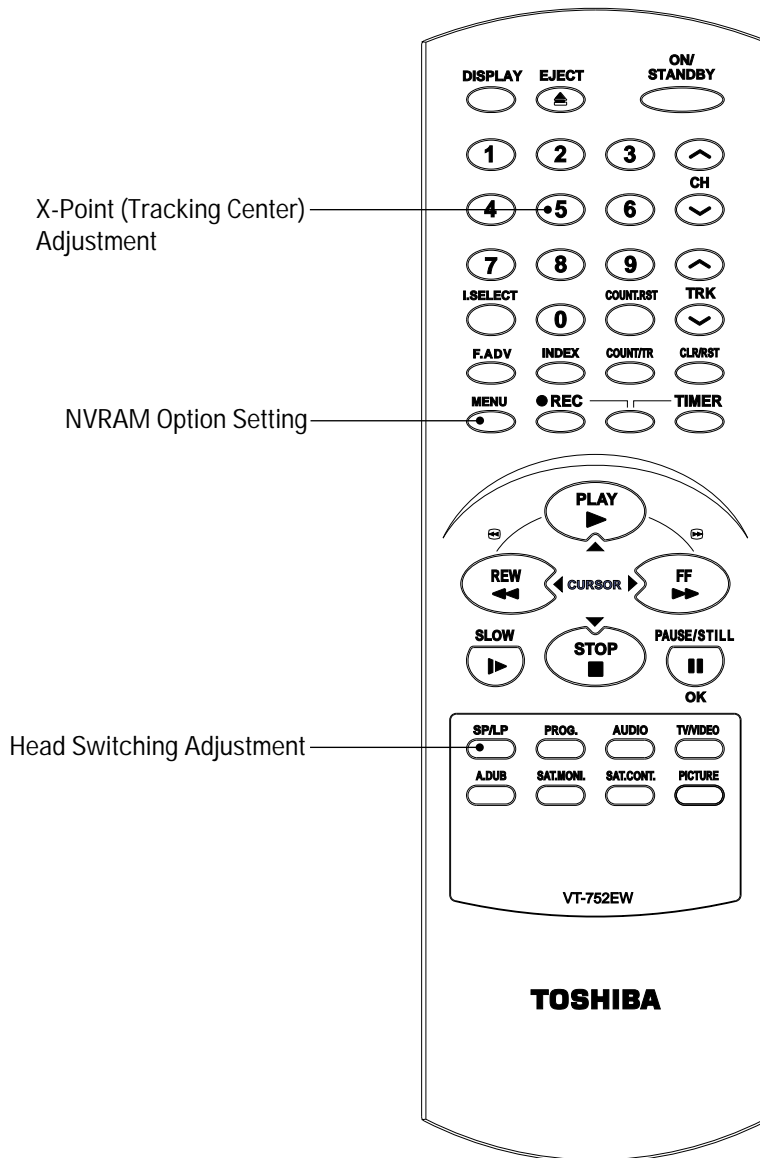 DISPLAY EJECT ON/
STANDBY
1 2 3
CH
X-Point (Tracking Center)
Adjustment
4 5 6
7 8 9
I.SELECT COUNT.RST TRK
0
F.ADV INDEX COUNT/TR CLR/RST
NVRAM Option Setting
MENU REC TIMER
PLAY
REW CURSOR FF
SLOW STOP PAUSE/STILL
OK
Head Switching Adjustment
SP/LP PROG. AUDIO TV/VIDEO
A.DUB SAT.MONI. SAT.CONT. PICTURE
VT-752EW
TOSHIBA